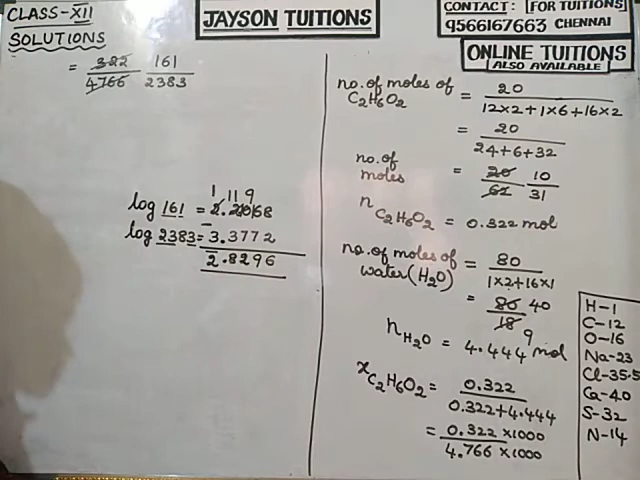 CLASS-XII
SOLUTIONS
JAYSON TUITIONS
CONTACT: [FOR TUITIONS
9566167663 CHENNAI
ONLINE TUITIONS
[ALSO AVAILABLE
= 322/4766 161/2383
1.119
log 161 = 2.2068
log 2383 = 3.3772
2.8296
no. of moles of C2H6O2 = 20/12×2+1×6+16×2
= 20/24+6+32
no. of moles = 20/62 10/31
n C2H6O2 = 0.322 mol
no. of moles of water (H2O) = 80/1×2+16×1
= 80/18 40/9
n H2O = 4.444 mol
x C2H6O2 = 0.322/0.322+4.444
= 0.322 ×1000/4.766 ×1000
H-1
C-12
O-16
Na-23
Cl-35.5
Ca-40
S-32
N-14